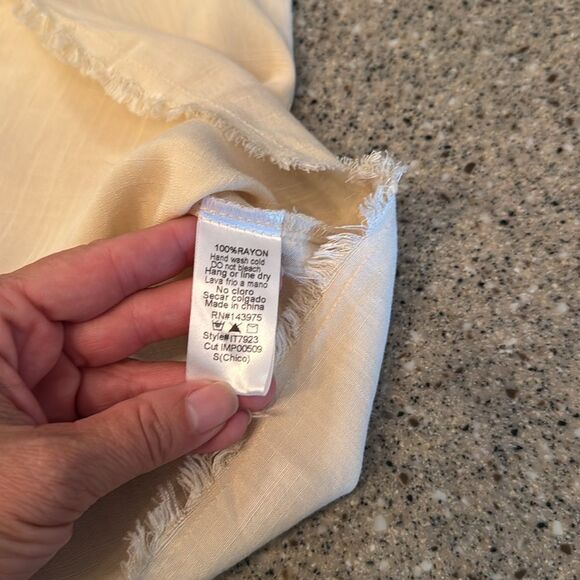 100%RAYON
Hand wash cold
DO not bleach
Hang or line dry
Lava frio a mano
No cloro
Secar colgado
Made in china
RN#143975
Style#IT7923
Cut IMP00509
S(Chico)